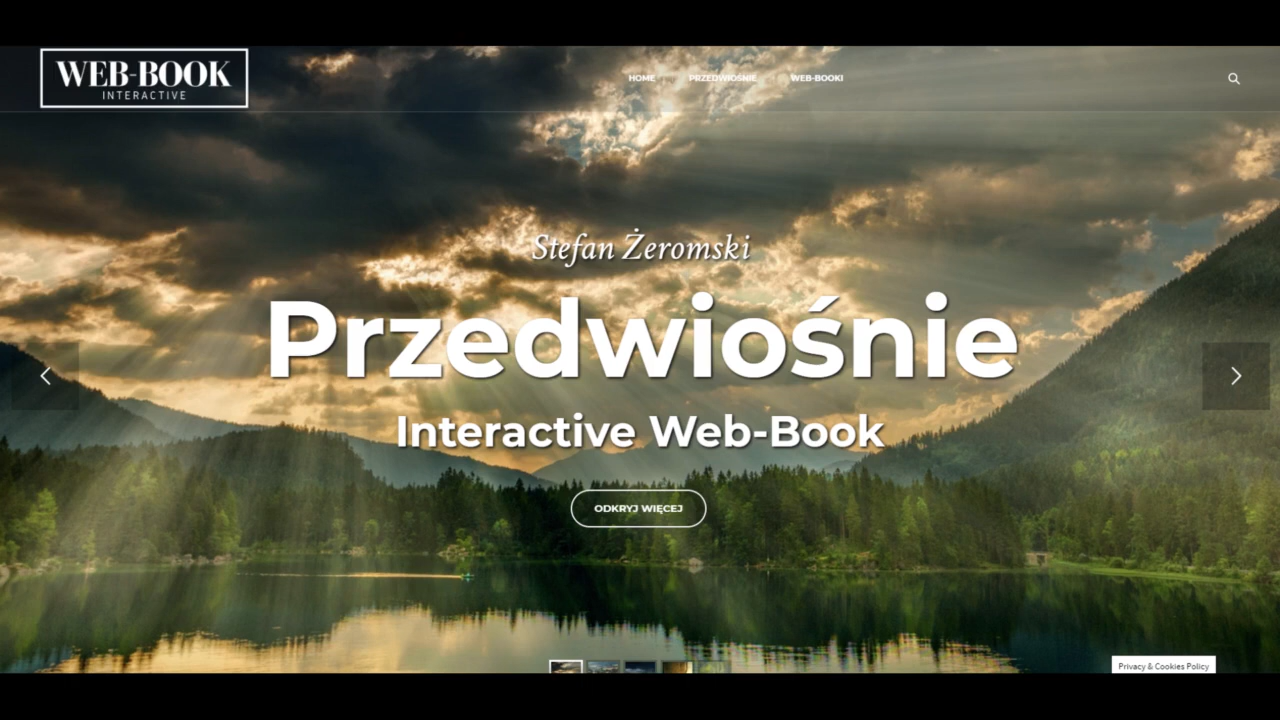 WEB-BOOK
INTERACTIVE
HOME PRZEDWIOŚNIE WEB-BOOKI
Stefan Żeromski
Przedwiośnie
Interactive Web-Book
ODKRYJ WIĘCEJ
Privacy & Cookies Policy